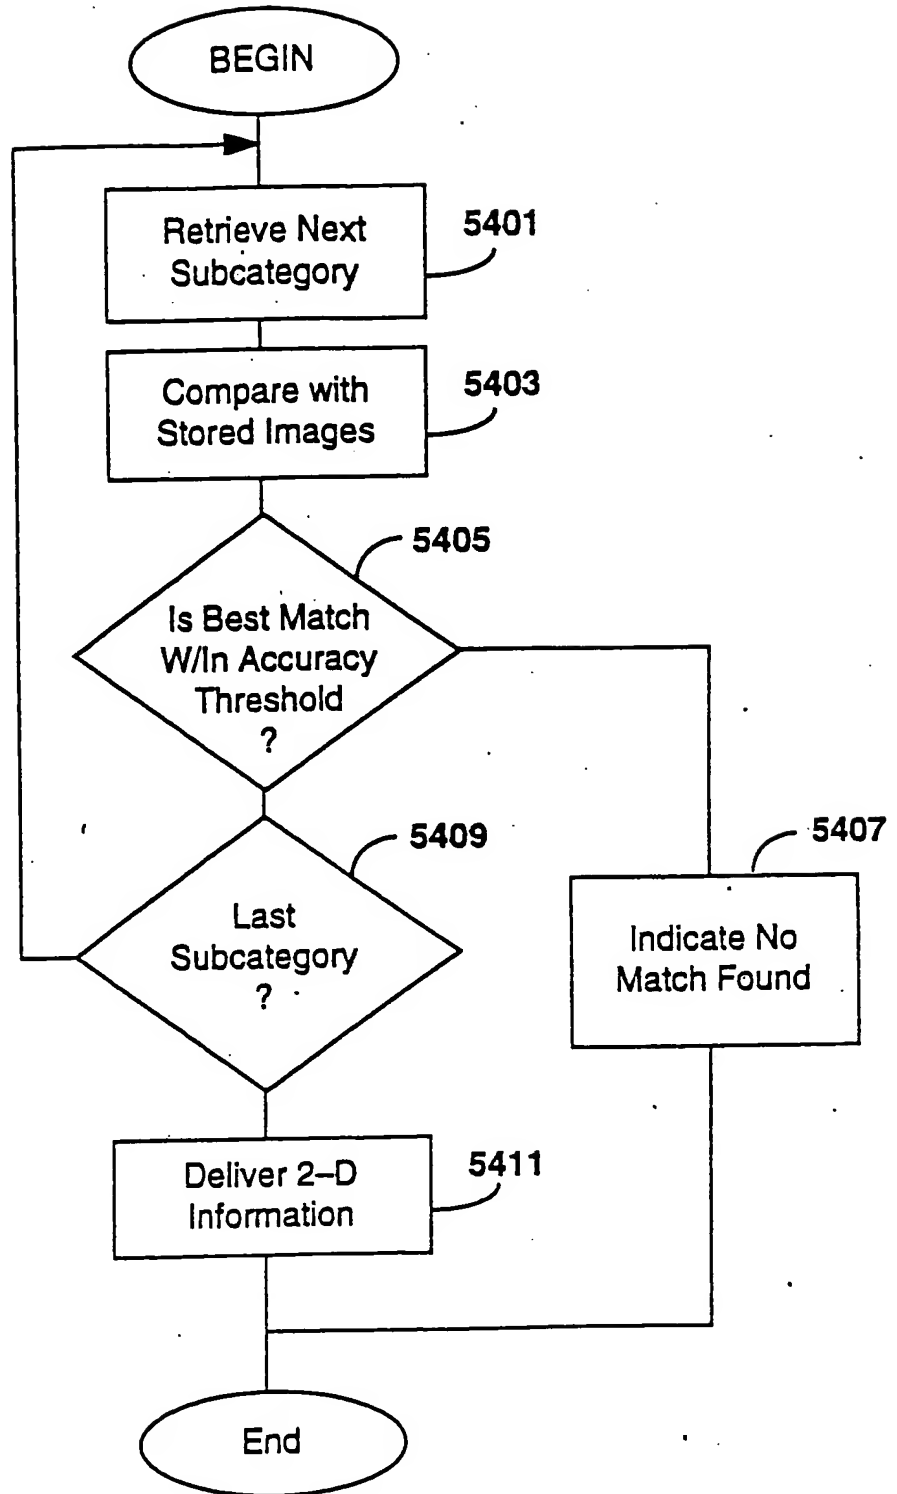 BEGIN
Retrieve Next
Subcategory
5401
Compare with
Stored Images
5403
5405
Is Best Match
W/In Accuracy
Threshold
?
5409
5407
Last
Subcategory
?
Indicate No
Match Found
Deliver 2–D
Information
5411
End